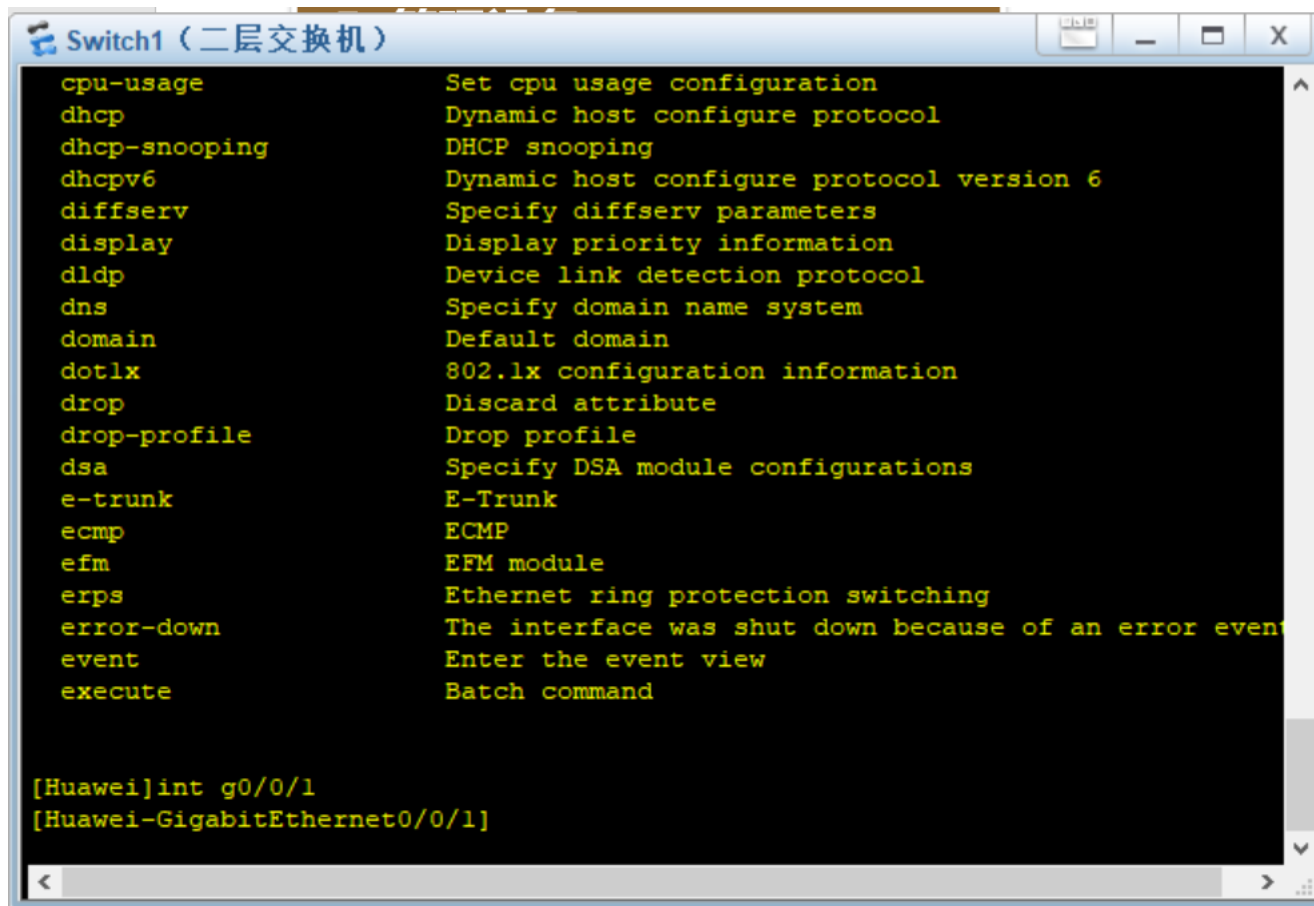 Switch1（二层交换机）
cpu-usage Set cpu usage configuration
dhcp Dynamic host configure protocol
dhcp-snooping DHCP snooping
dhcpv6 Dynamic host configure protocol version 6
diffserv Specify diffserv parameters
display Display priority information
dldp Device link detection protocol
dns Specify domain name system
domain Default domain
dot1x 802.1x configuration information
drop Discard attribute
drop-profile Drop profile
dsa Specify DSA module configurations
e-trunk E-Trunk
ecmp ECMP
efm EFM module
erps Ethernet ring protection switching
error-down The interface was shut down because of an error event
event Enter the event view
execute Batch command
[Huawei]int g0/0/1
[Huawei-GigabitEthernet0/0/1]